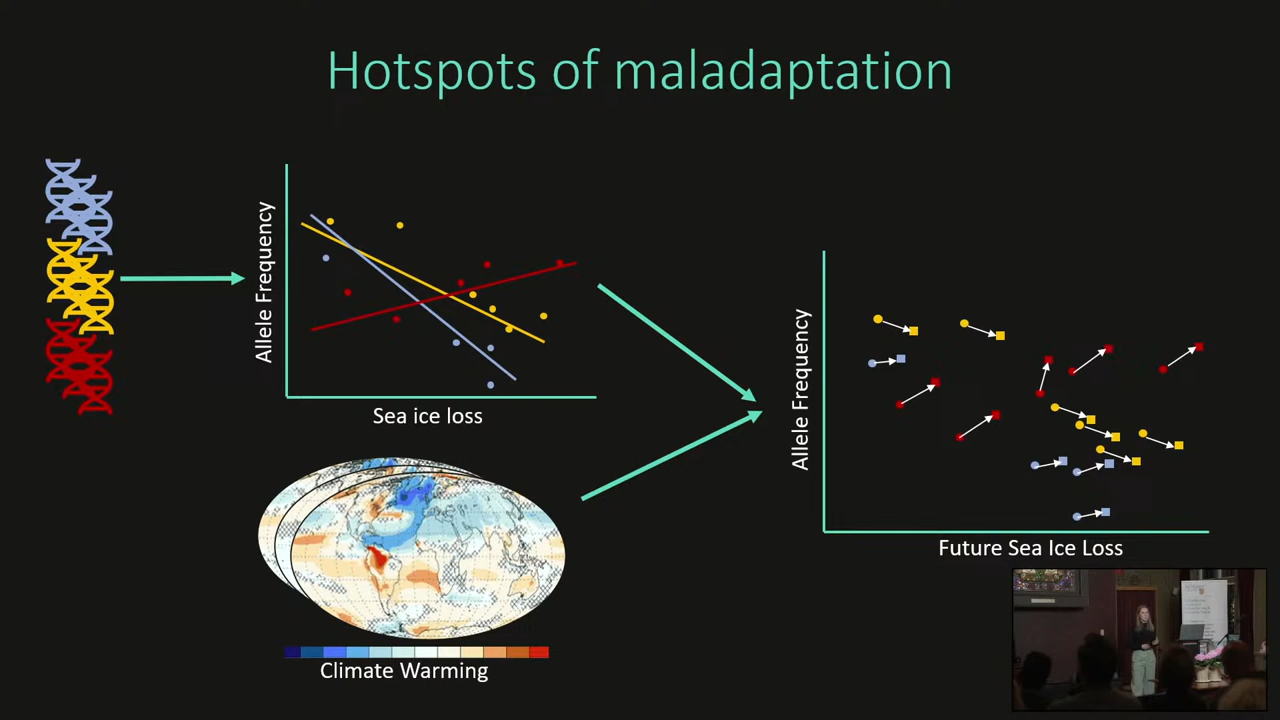 Hotspots of maladaptation
Allele Frequency
Sea ice loss
Climate Warming
Allele Frequency
Future Sea Ice Loss